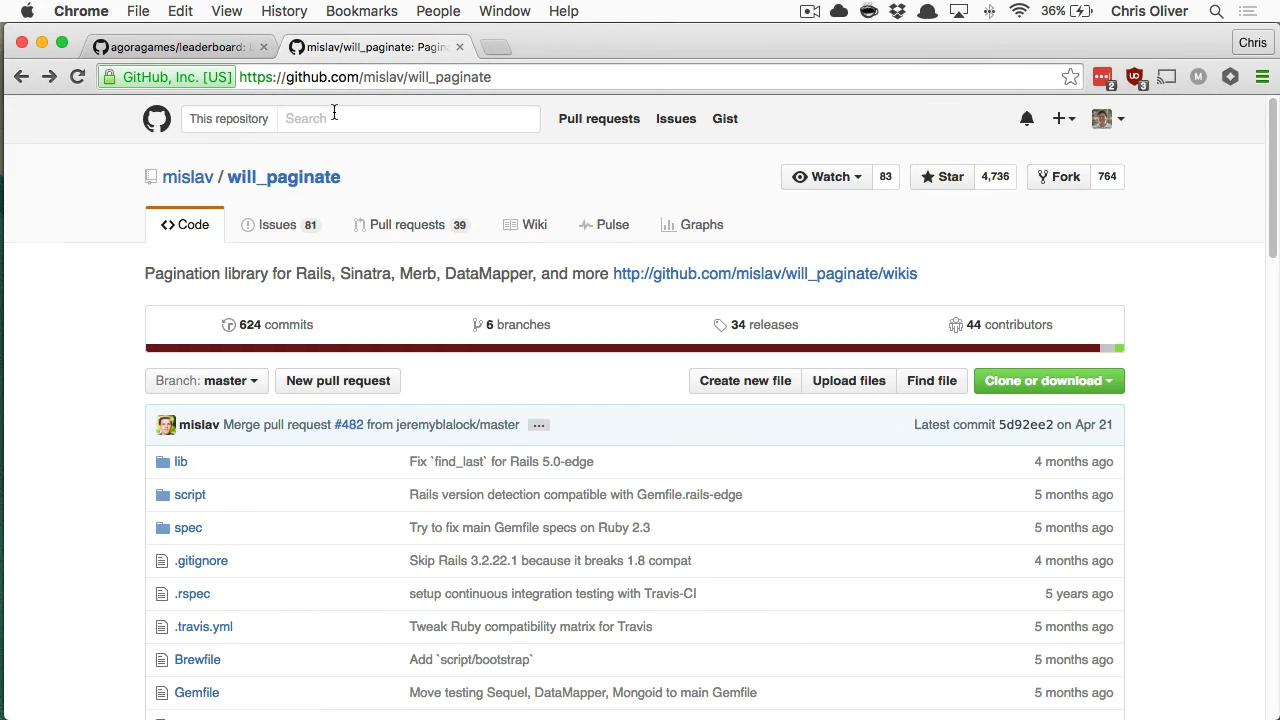 Chrome File Edit View History Bookmarks People Window Help 36% Chris Oliver
agoragames/leaderboard: mislav/will_paginate: Pagin Chris
GitHub, Inc. [US] https://github.com/mislav/will_paginate 2 3 M
This repository Search Pull requests Issues Gist
mislav / will_paginate Watch 83 Star 4,736 Fork 764
Code Issues 81 Pull requests 39 Wiki Pulse Graphs
Pagination library for Rails, Sinatra, Merb, DataMapper, and more http://github.com/mislav/will_paginate/wikis
624 commits 6 branches 34 releases 44 contributors
Branch: master New pull request Create new file Upload files Find file Clone or download
mislav Merge pull request #482 from jeremyblalock/master ... Latest commit 5d92ee2 on Apr 21
lib Fix `find_last` for Rails 5.0-edge 4 months ago
script Rails version detection compatible with Gemfile.rails-edge 5 months ago
spec Try to fix main Gemfile specs on Ruby 2.3 5 months ago
.gitignore Skip Rails 3.2.22.1 because it breaks 1.8 compat 4 months ago
.rspec setup continuous integration testing with Travis-CI 5 years ago
.travis.yml Tweak Ruby compatibility matrix for Travis 5 months ago
Brewfile Add `script/bootstrap` 5 months ago
Gemfile Move testing Sequel, DataMapper, Mongoid to main Gemfile 5 months ago